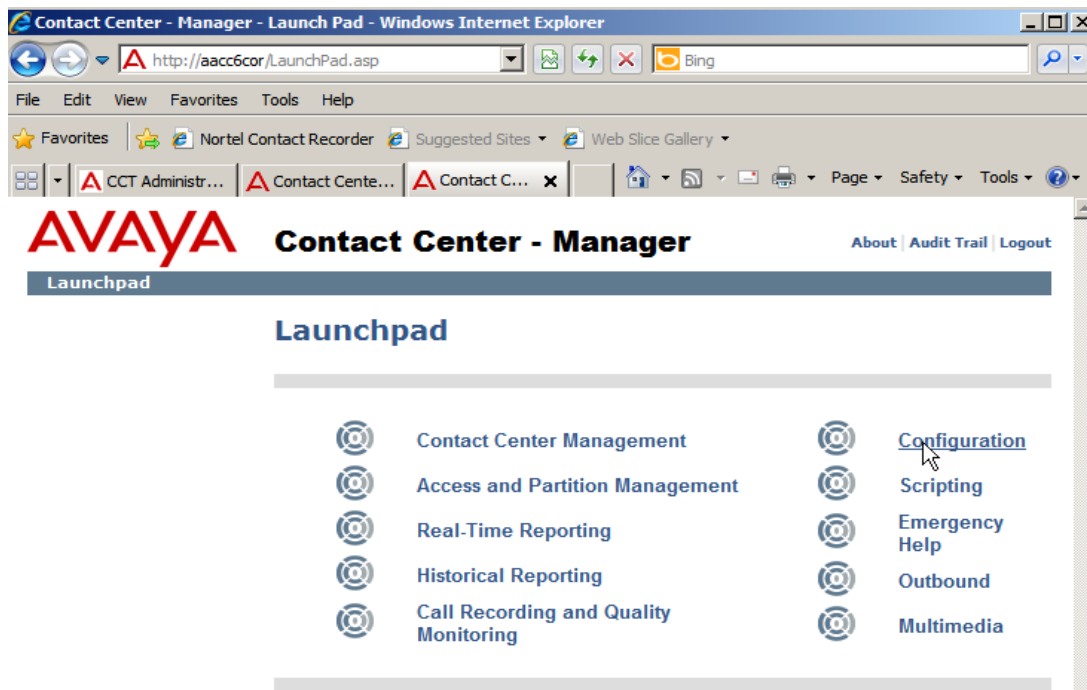 Contact Center - Manager - Launch Pad - Windows Internet Explorer
http://aacc6cor/LaunchPad.asp
Bing
File Edit View Favorites Tools Help
Favorites Nortel Contact Recorder Suggested Sites Web Slice Gallery
CCT Administr... Contact Cente... Contact C... Page Safety Tools
AVAYA Contact Center - Manager About | Audit Trail | Logout
Launchpad
Launchpad
Contact Center Management
Configuration
Access and Partition Management
Scripting
Real-Time Reporting
Emergency
Help
Historical Reporting
Outbound
Call Recording and Quality
Monitoring
Multimedia